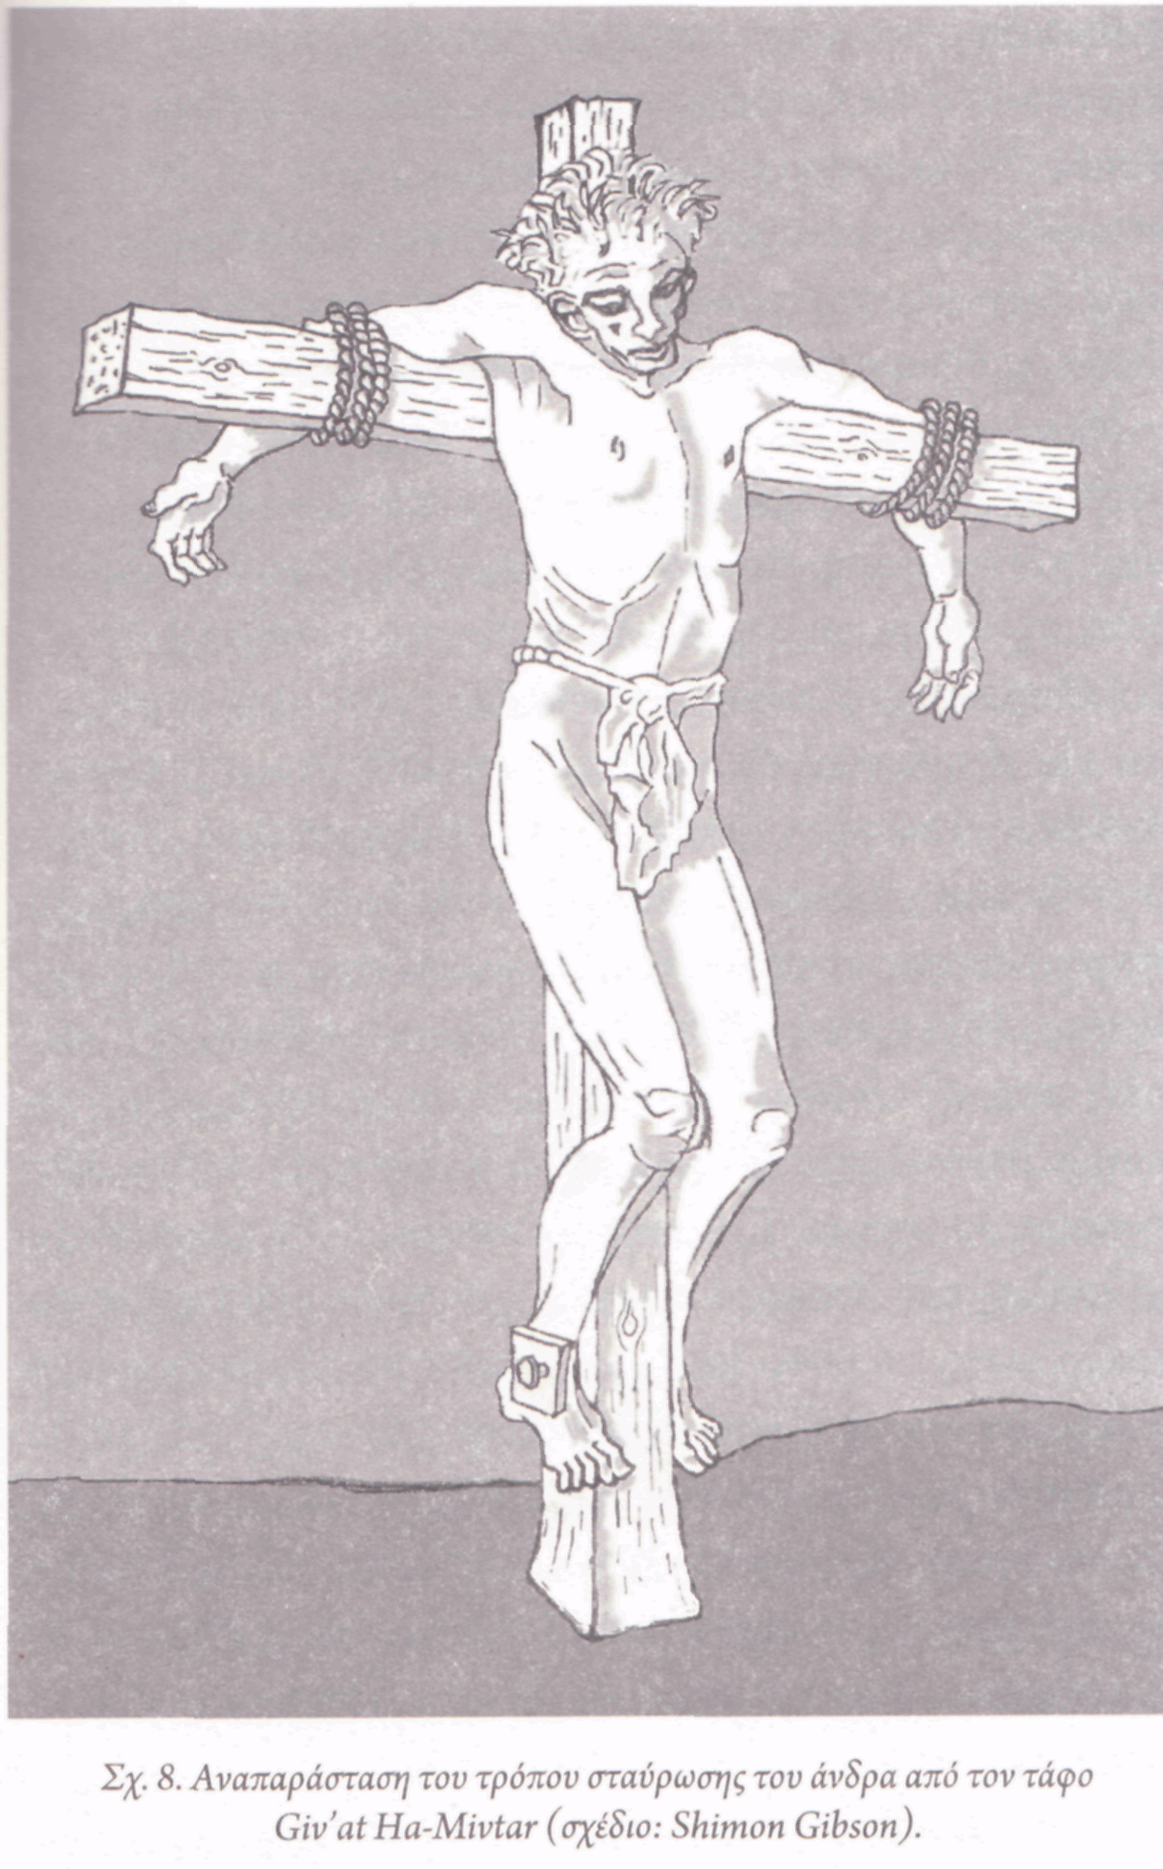 Σχ. 8. Αναπαράσταση του τρόπου σταύρωσης του άνδρα από τον τάφο
Giv'at Ha-Mivtar (σχέδιο: Shimon Gibson).